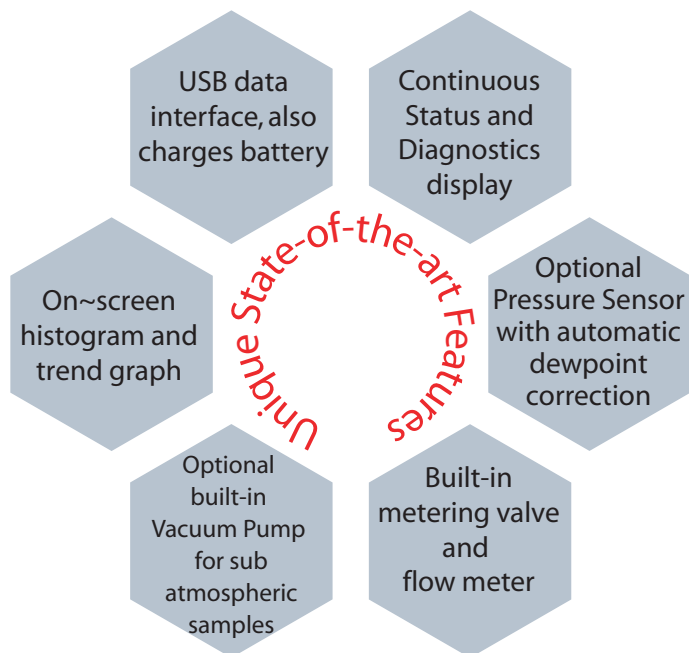 USB data
interface, also
charges battery
Continuous
Status and
Diagnostics
display
On~screen
histogram and
trend graph
Unique State-of-the-art Features
Optional
Pressure Sensor
with automatic
dewpoint
correction
Optional
built-in
Vacuum Pump
for sub
atmospheric
samples
Built-in
metering valve
and
flow meter